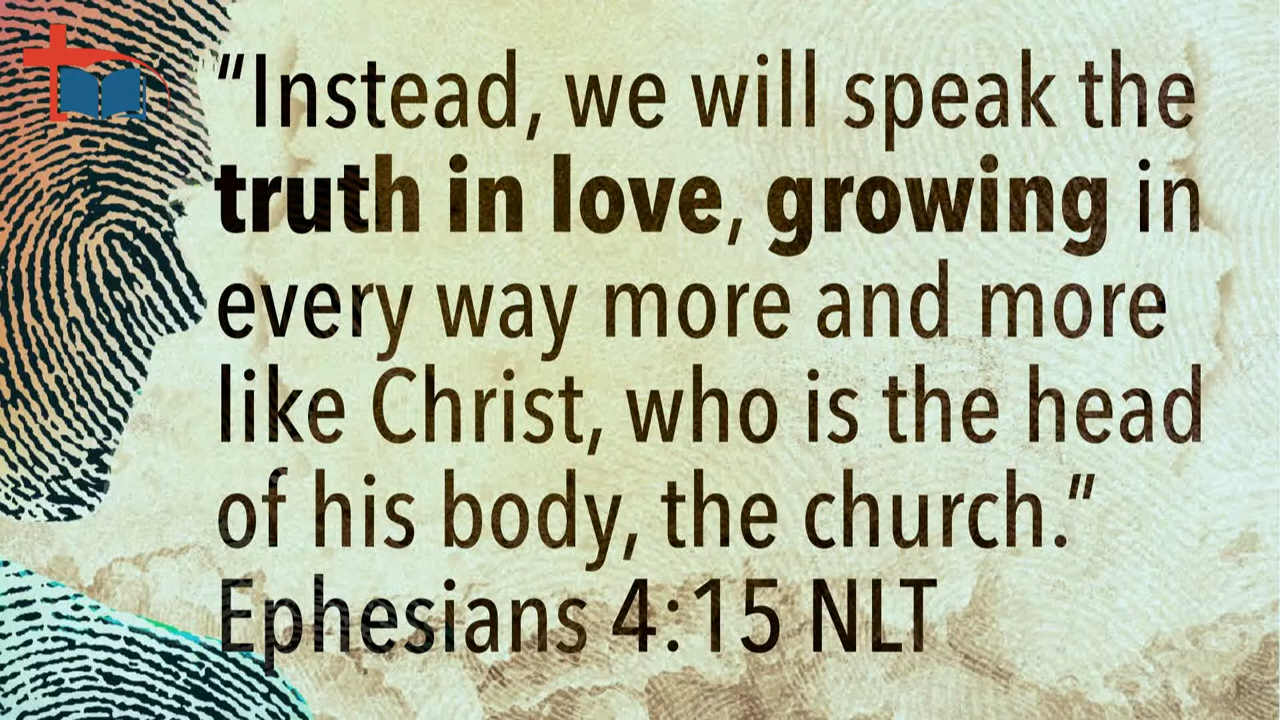 “Instead, we will speak the
truth in love, growing in
every way more and more
like Christ, who is the head
of his body, the church.”
Ephesians 4:15 NLT